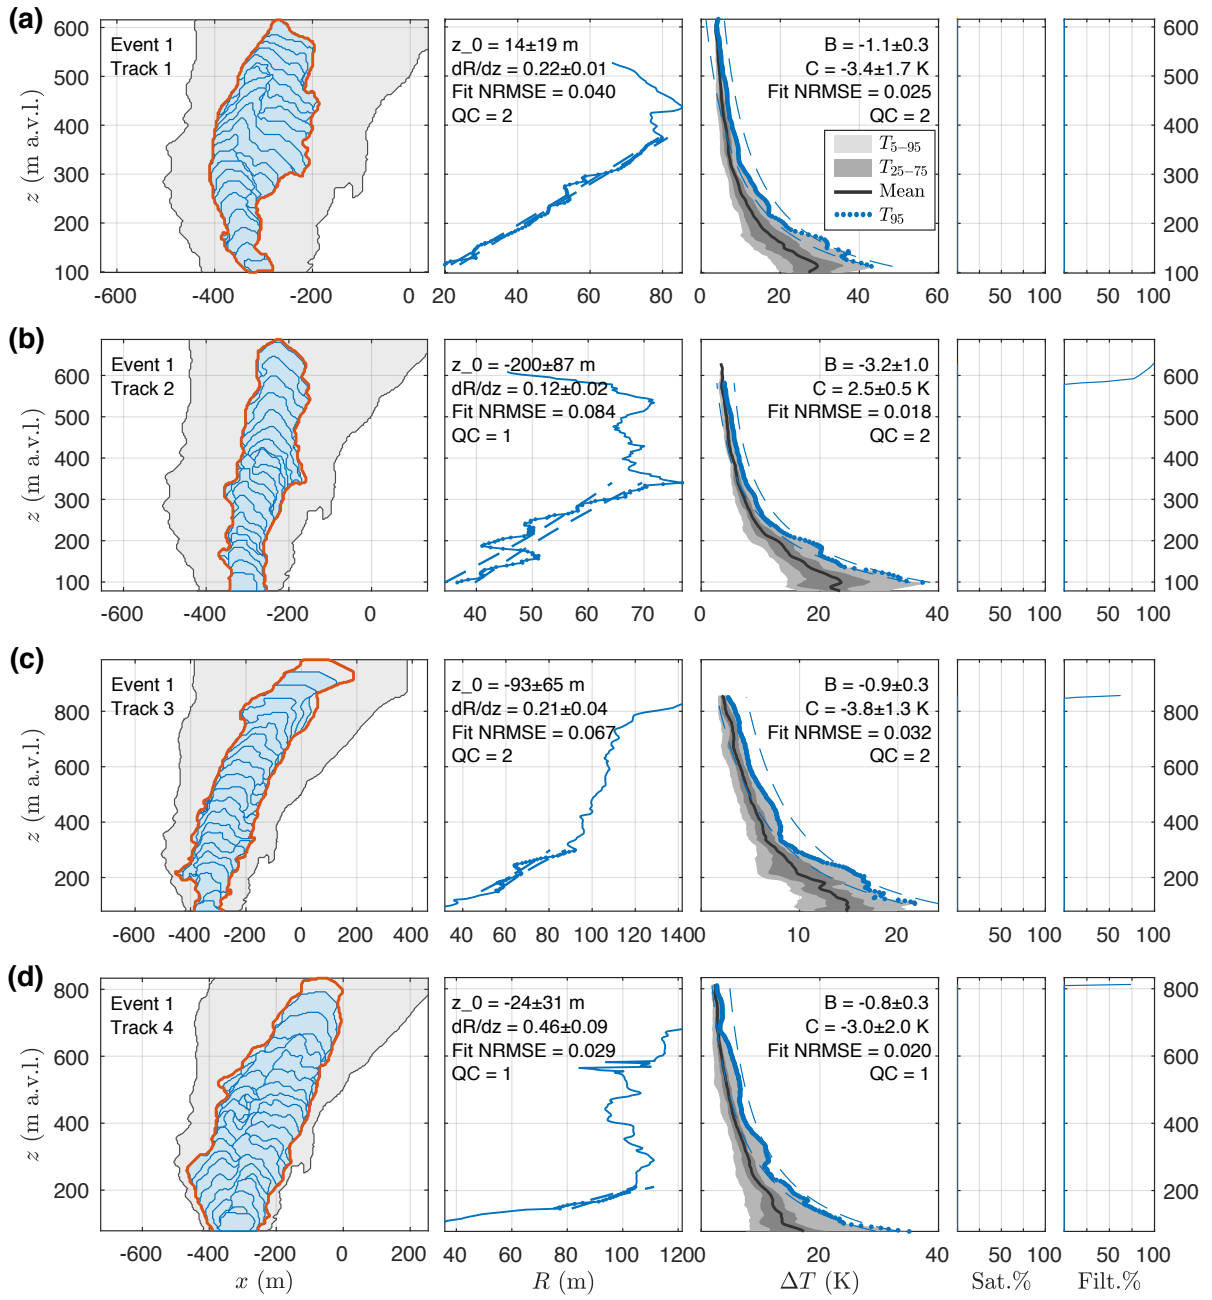 (a)
Event 1
Track 1
z (m a.v.l.)
600
500
400
300
200
100
-600
-400
-200
0
z_0 = 14±19 m
dR/dz = 0.22±0.01
Fit NRMSE = 0.040
QC = 2
20
40
60
80
B = -1.1±0.3
C = -3.4±1.7 K
Fit NRMSE = 0.025
QC = 2
T5−95
T25−75
Mean
T95
0
20
40
60
50
100
50
100
600
500
400
300
200
100
(b)
Event 1
Track 2
z (m a.v.l.)
600
500
400
300
200
100
-600
-400
-200
0
z_0 = -200±87 m
dR/dz = 0.12±0.02
Fit NRMSE = 0.084
QC = 1
40
50
60
70
B = -3.2±1.0
C = 2.5±0.5 K
Fit NRMSE = 0.018
QC = 2
0
10
20
30
40
50
100
50
100
600
500
400
300
200
100
(c)
Event 1
Track 3
z (m a.v.l.)
800
600
400
200
-600
-400
-200
0
200
400
z_0 = -93±65 m
dR/dz = 0.21±0.04
Fit NRMSE = 0.067
QC = 2
40
60
80
100
120
140
B = -0.9±0.3
C = -3.8±1.3 K
Fit NRMSE = 0.032
QC = 2
0
10
20
50
100
50
100
800
600
400
200
(d)
Event 1
Track 4
z (m a.v.l.)
800
600
400
200
-600
-400
-200
0
x (m)
z_0 = -24±31 m
dR/dz = 0.46±0.09
Fit NRMSE = 0.029
QC = 1
40
60
80
100
120
R (m)
B = -0.8±0.3
C = -3.0±2.0 K
Fit NRMSE = 0.020
QC = 1
0
20
40
ΔT (K)
50
100
Sat.%
50
100
Filt.%
800
600
400
200